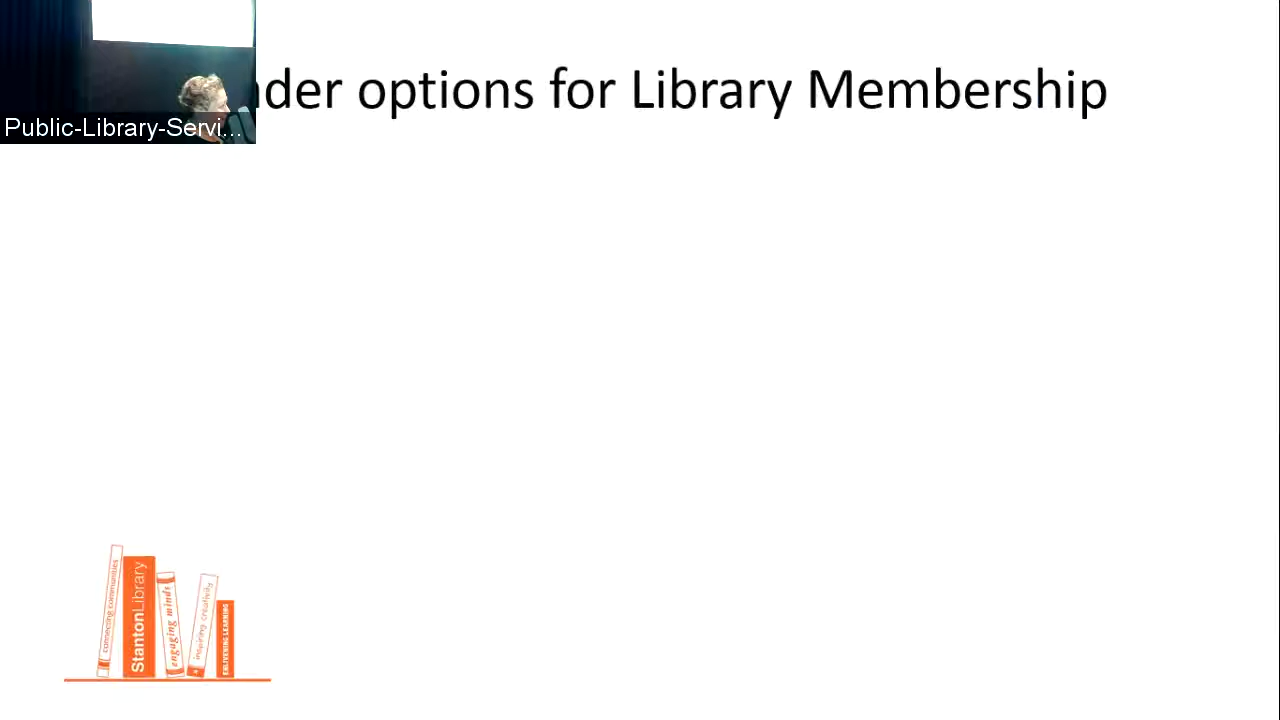 nder options for Library Membership
Public-Library-Servi...
connecting communities
StantonLibrary
engaging minds
inspiring creativity
ENLIVENING LEARNING